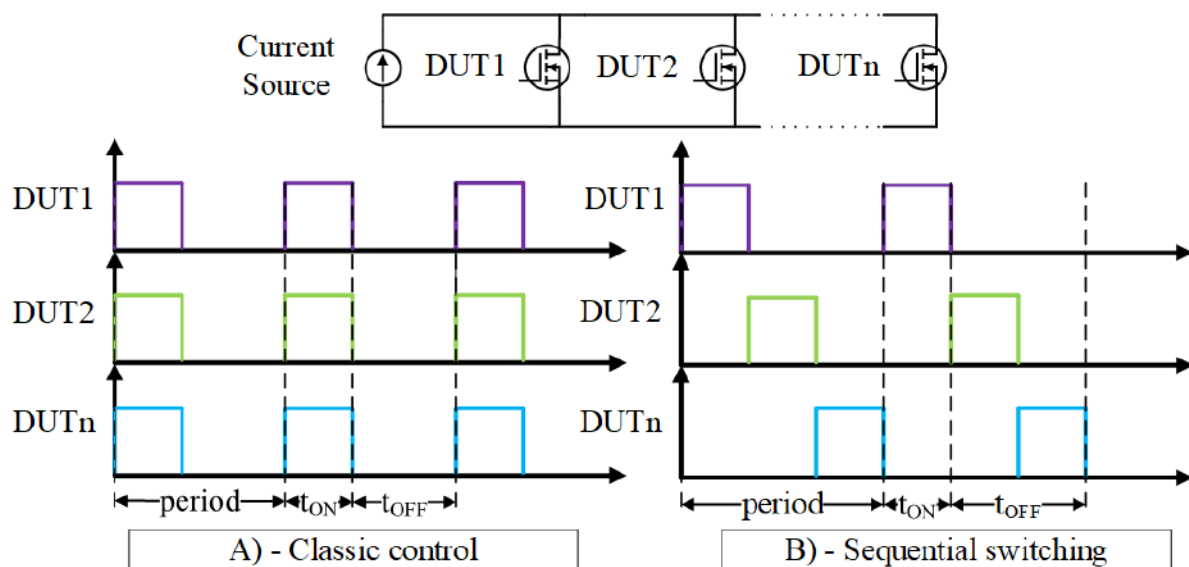 Current
Source
DUT1
DUT2
DUTn
DUT1
DUT2
DUTn
period
tON
tOFF
A) - Classic control
DUT1
DUT2
DUTn
period
tON
tOFF
B) - Sequential switching